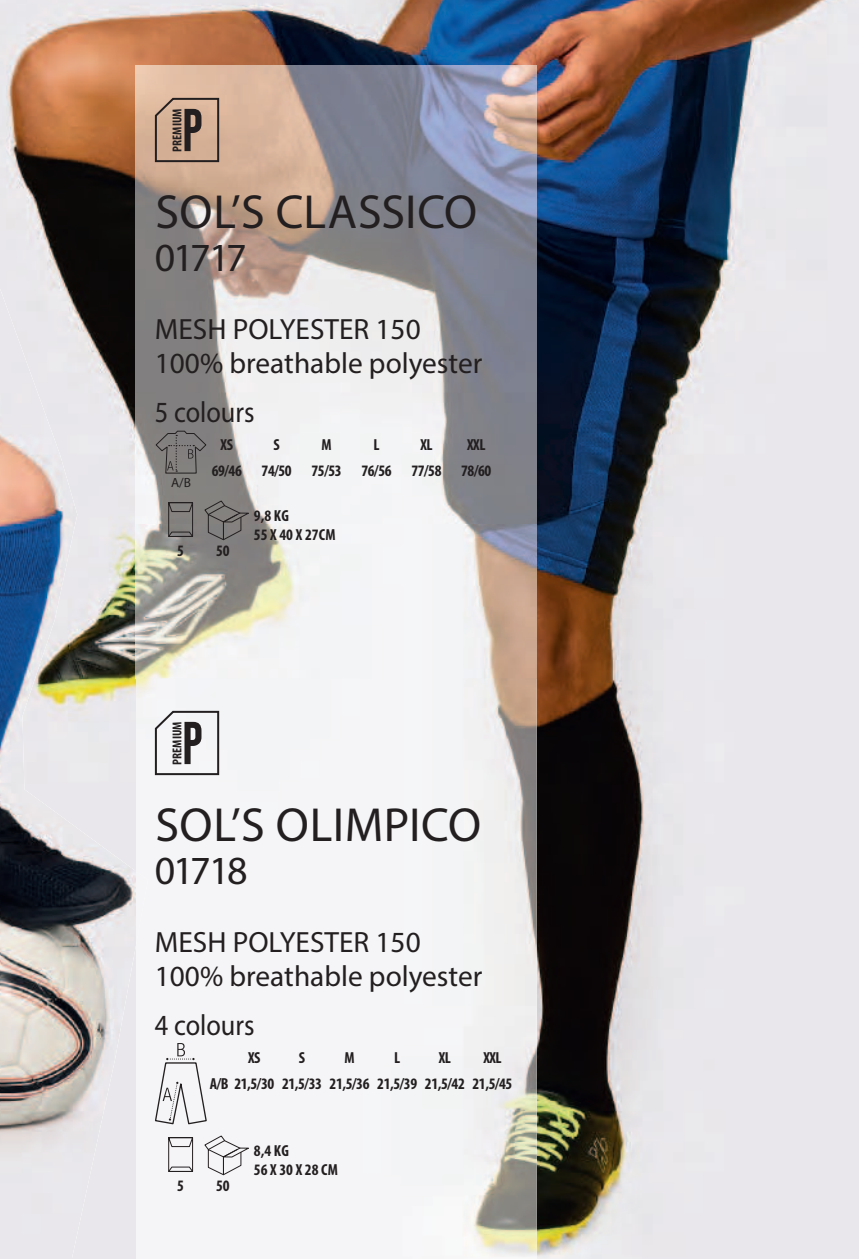 PREMIUM P
SOL'S CLASSICO
01717
MESH POLYESTER 150
100% breathable polyester
5 colours
XS S M L XL XXL
A B
69/46 74/50 75/53 76/56 77/58 78/60
A/B
9,8 KG
55 X 40 X 27CM
5 50
PREMIUM P
SOL'S OLIMPICO
01718
MESH POLYESTER 150
100% breathable polyester
4 colours
B
XS S M L XL XXL
A/B 21,5/30 21,5/33 21,5/36 21,5/39 21,5/42 21,5/45
A
8,4 KG
56 X 30 X 28 CM
5 50